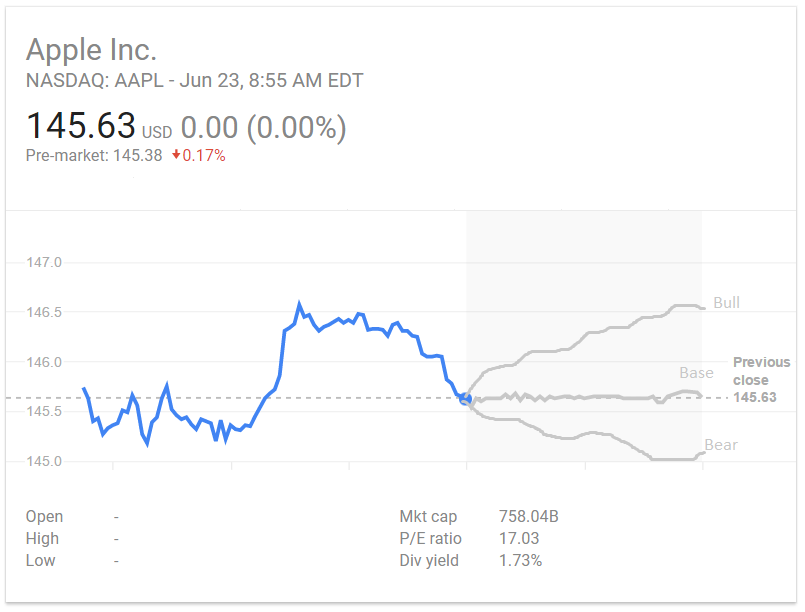 Apple Inc.
NASDAQ: AAPL - Jun 23, 8:55 AM EDT
145.63 USD 0.00 (0.00%)
Pre-market: 145.38 0.17%
147.0
146.5
146.0
145.5
145.0
Bull
Base
Bear
Previous
close
145.63
Open -
High -
Low -
Mkt cap 758.04B
P/E ratio 17.03
Div yield 1.73%